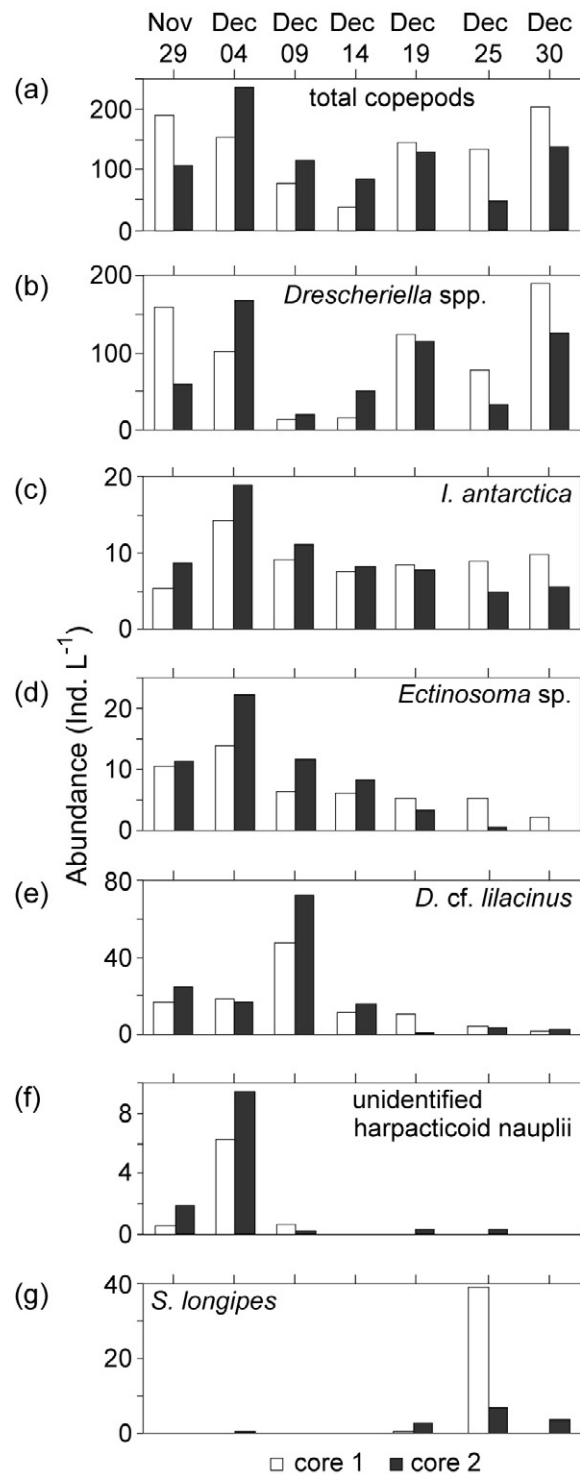 Nov Dec Dec Dec Dec Dec Dec
29 04 09 14 19 25 30
(a)
total copepods
200
100
0
(b)
Drescheriella spp.
200
100
0
(c)
I. antarctica
20
10
0
Abundance (Ind. L-1)
(d)
Ectinosoma sp.
20
10
0
(e)
D. cf. lilacinus
80
40
0
(f)
unidentified
harpacticoid nauplii
8
4
0
(g)
S. longipes
40
20
0
core 1 core 2